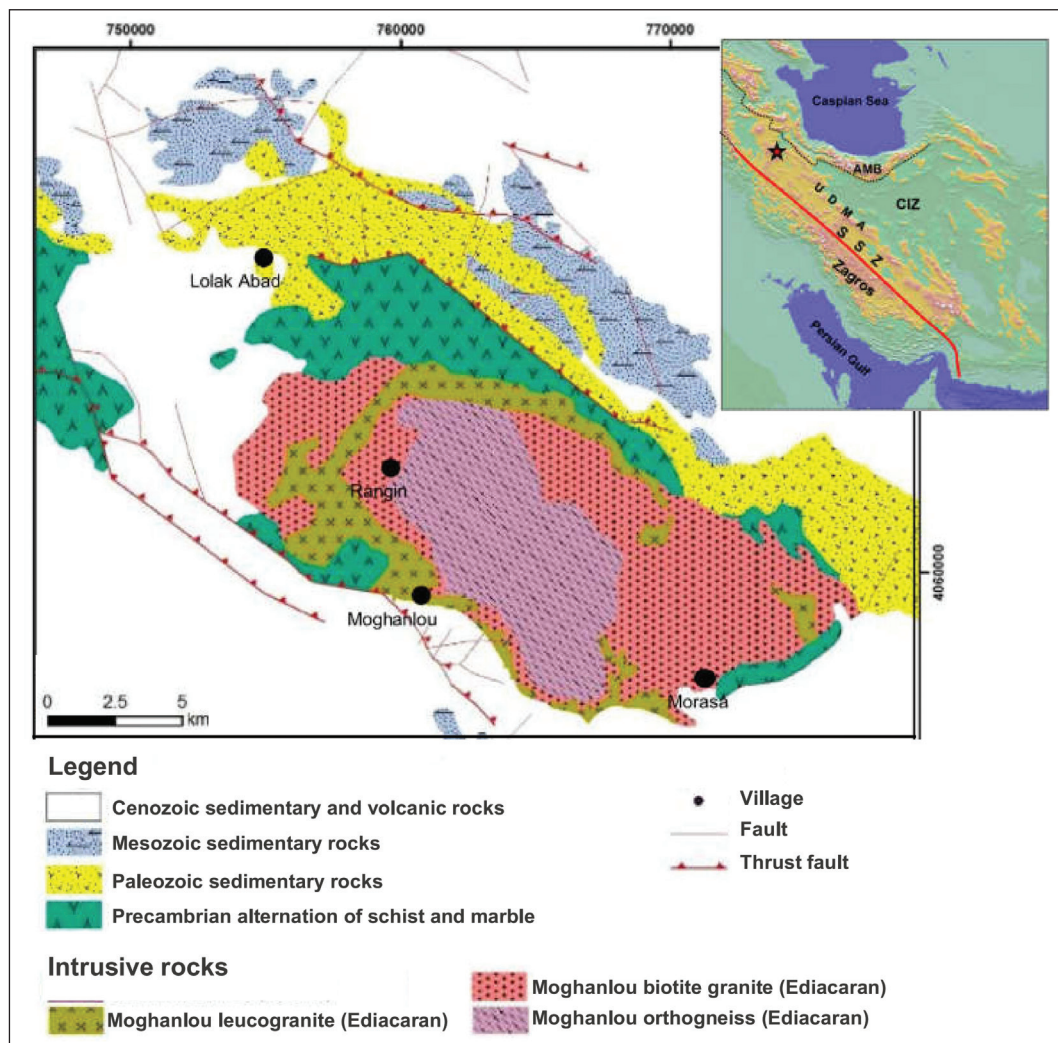 750000
760000
770000
Caspian Sea
AMB
UDMA
CIZ
SSZ
Zagros
Persian Gulf
Lolak Abad
Rangin
4060000
Moghanlou
Morasa
0 2.5 5
km
Legend
Cenozoic sedimentary and volcanic rocks
Mesozoic sedimentary rocks
Paleozoic sedimentary rocks
Precambrian alternation of schist and marble
Village
Fault
Thrust fault
Intrusive rocks
Moghanlou leucogranite (Ediacaran)
Moghanlou biotite granite (Ediacaran)
Moghanlou orthogneiss (Ediacaran)